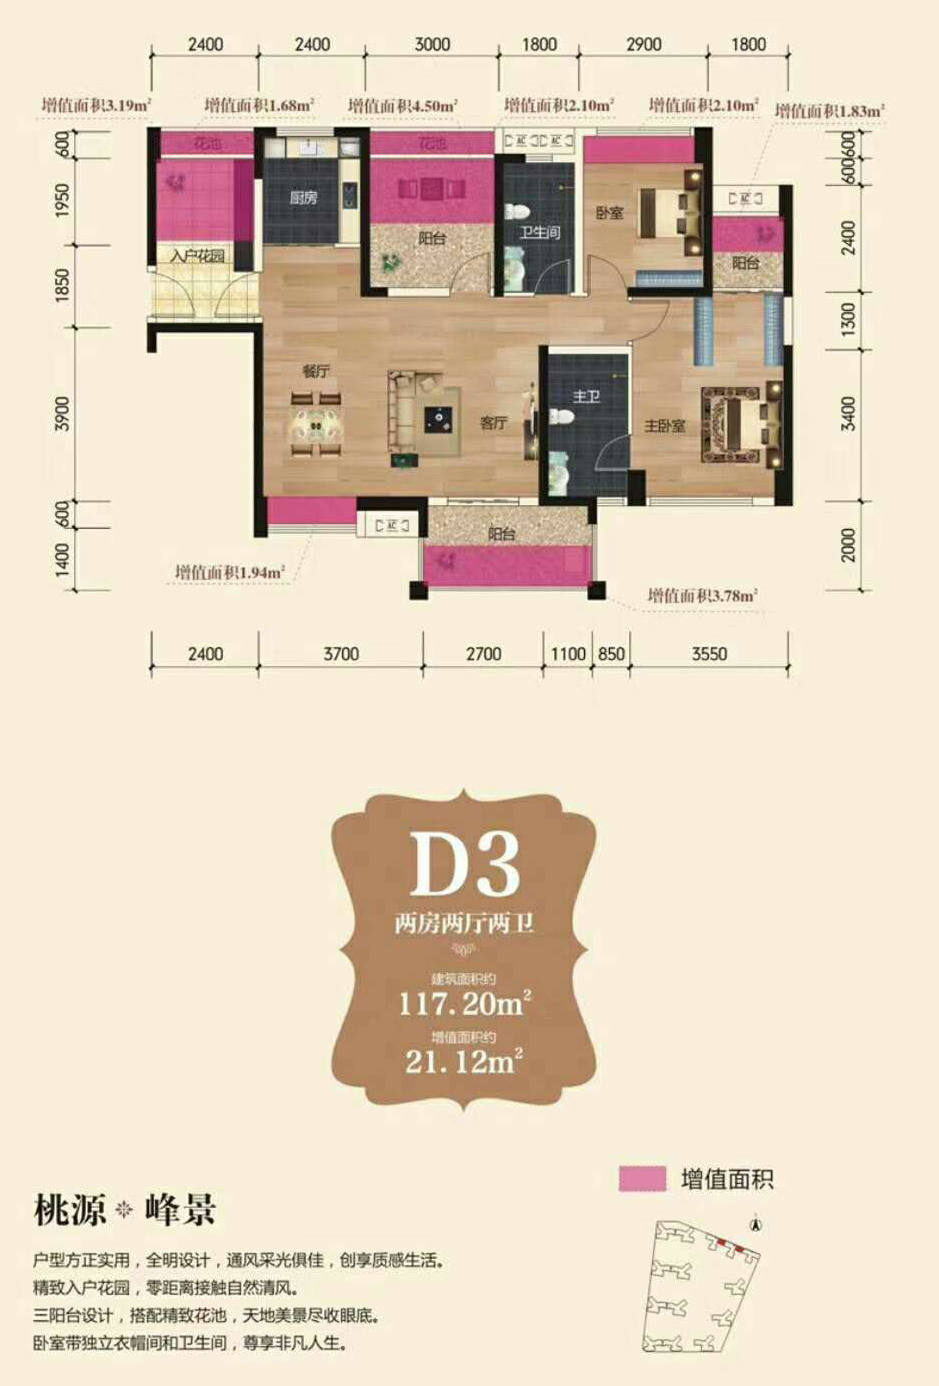 2400 2400 3000 1800 2900 1800
增值面积3.19m² 增值面积1.68m² 增值面积4.50m² 增值面积2.10m² 增值面积2.10m² 增值面积1.83m²
600 1950 1850 3900 600 1400
600 600 2400 1300 3400 2000
花池 花池
AC AC
厨房
卧室
AC
阳台
卫生间
入户花园
阳台
餐厅
主卫
客厅
主卧室
AC
阳台
增值面积1.94m²
增值面积3.78m²
2400 3700 2700 1100 850 3550
D3
两房两厅两卫
建筑面积约
117.20m²
增值面积约
21.12m²
增值面积
桃源 峰景
户型方正实用，全明设计，通风采光俱佳，创享质感生活。
精致入户花园，零距离接触自然清风。
三阳台设计，搭配精致花池，天地美景尽收眼底。
卧室带独立衣帽间和卫生间，尊享非凡人生。